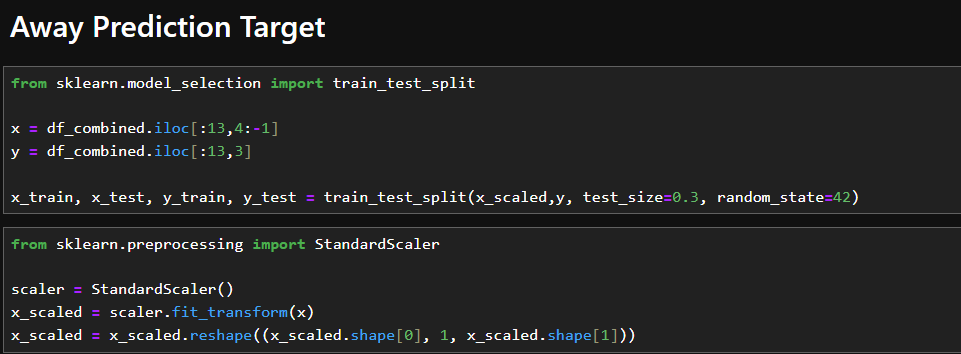 Away Prediction Target
from sklearn.model_selection import train_test_split
x = df_combined.iloc[:13,4:-1]
y = df_combined.iloc[:13,3]
x_train, x_test, y_train, y_test = train_test_split(x_scaled,y, test_size=0.3, random_state=42)
from sklearn.preprocessing import StandardScaler
scaler = StandardScaler()
x_scaled = scaler.fit_transform(x)
x_scaled = x_scaled.reshape((x_scaled.shape[0], 1, x_scaled.shape[1]))